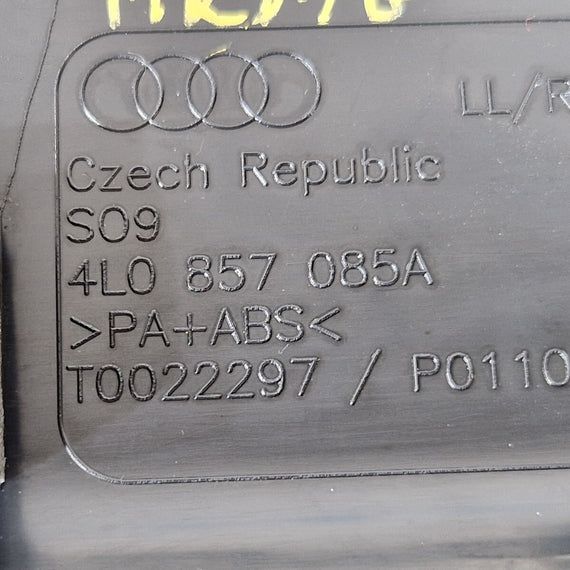 LL/R
Czech Republic
S09
4L0 857 085A
>PA+ABS<
T0022297 / P0110